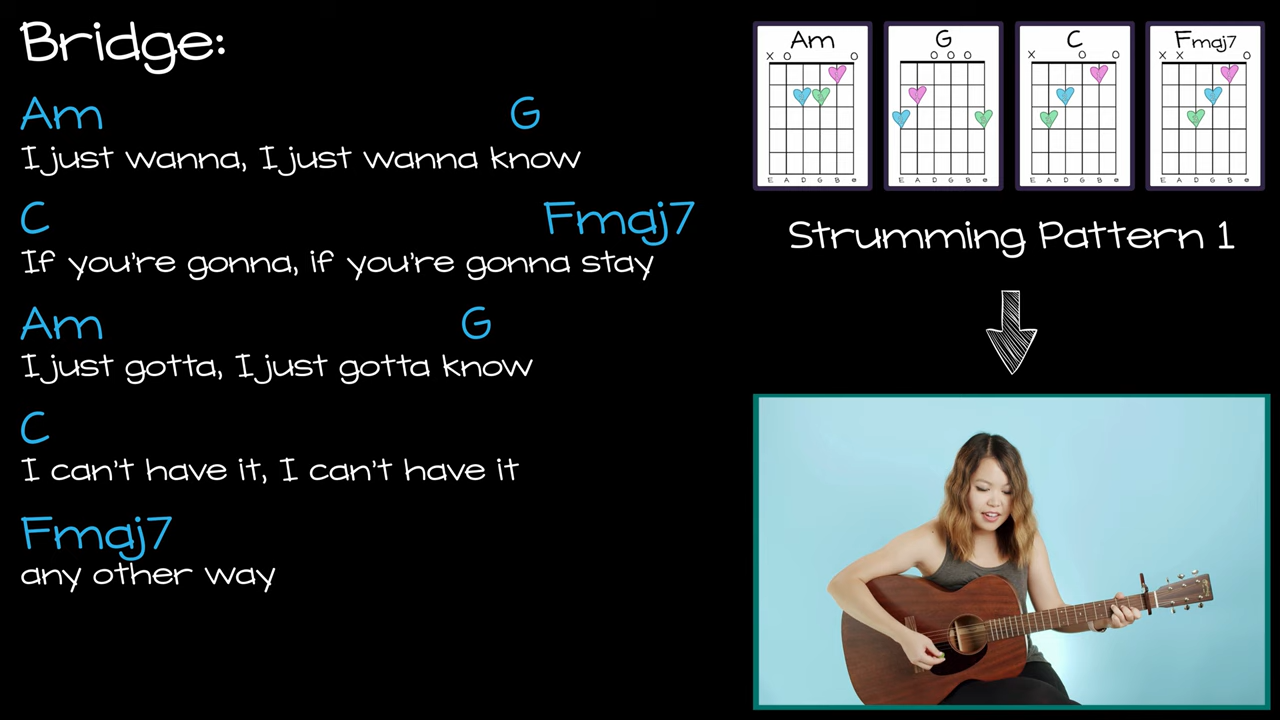 Bridge:
Am G
I just wanna, I just wanna know
C Fmaj7
If you're gonna, if you're gonna stay
Am G
I just gotta, I just gotta know
C
I can't have it, I can't have it
Fmaj7
any other way
Am
X O O
E A D G B e
G
O O O
E A D G B e
C
X O O
E A D G B e
Fmaj7
X X O
E A D G B e
Strumming Pattern 1